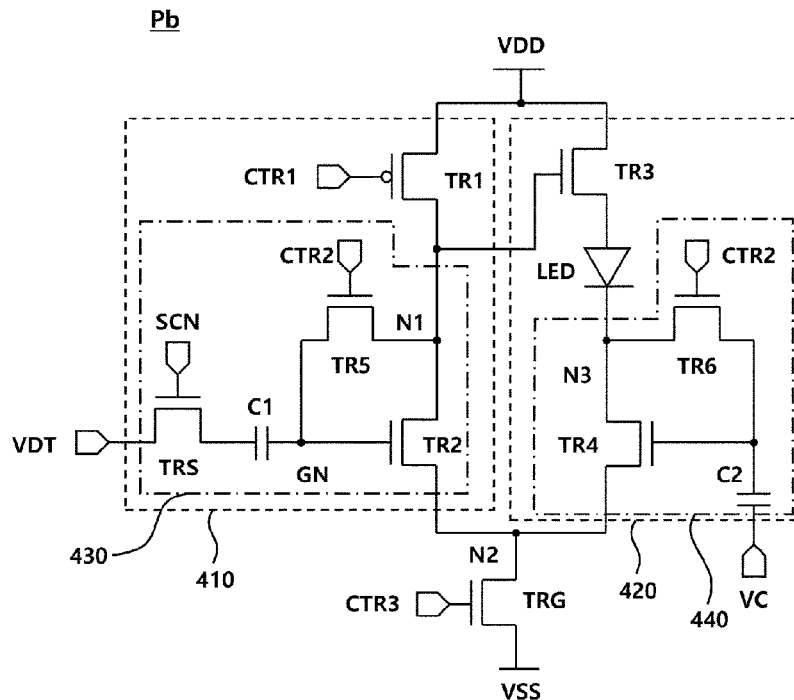 Pb
VDD
CTR1
TR1
TR3
CTR2
LED
CTR2
SCN
N1
TR5
N3
TR6
C1
VDT
TRS
GN
TR2
TR4
C2
430
410
N2
420
440
VC
CTR3
TRG
VSS